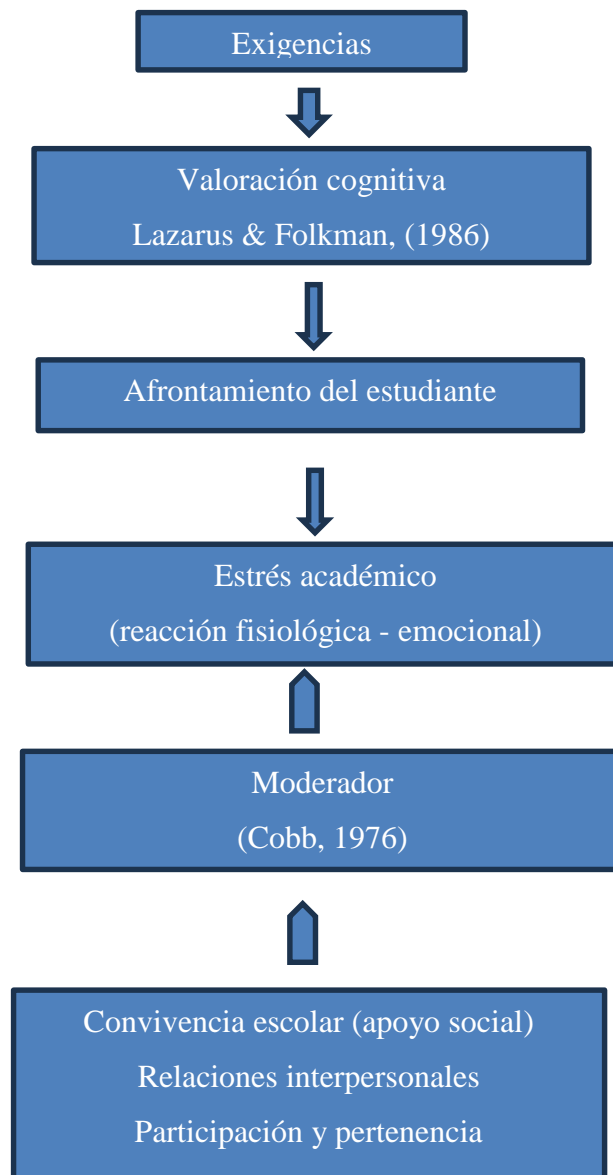 Exigencias
Valoración cognitiva
Lazarus & Folkman, (1986)
Afrontamiento del estudiante
Estrés académico
(reacción fisiológica - emocional)
Moderador
(Cobb, 1976)
Convivencia escolar (apoyo social)
Relaciones interpersonales
Participación y pertenencia